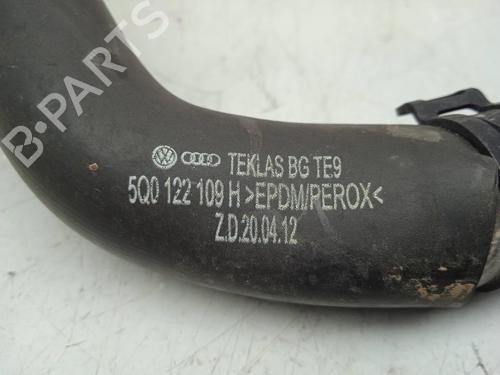 TEKLAS BG TE9
5Q0 122 109 H >EPDM/PEROX<
Z.D.20.04.12
B-PARTS